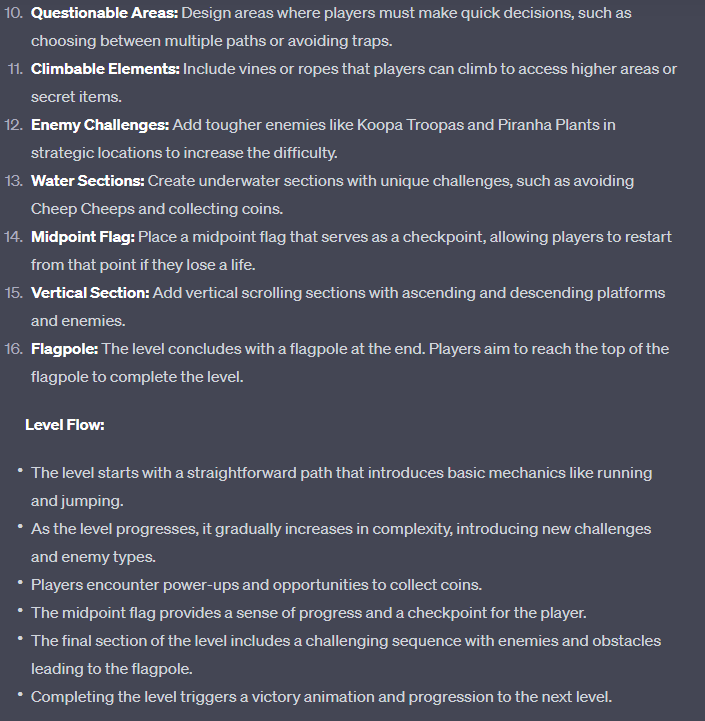 10. Questionable Areas: Design areas where players must make quick decisions, such as
choosing between multiple paths or avoiding traps.
11. Climbable Elements: Include vines or ropes that players can climb to access higher areas or
secret items.
12. Enemy Challenges: Add tougher enemies like Koopa Troopas and Piranha Plants in
strategic locations to increase the difficulty.
13. Water Sections: Create underwater sections with unique challenges, such as avoiding
Cheep Cheeps and collecting coins.
14. Midpoint Flag: Place a midpoint flag that serves as a checkpoint, allowing players to restart
from that point if they lose a life.
15. Vertical Section: Add vertical scrolling sections with ascending and descending platforms
and enemies.
16. Flagpole: The level concludes with a flagpole at the end. Players aim to reach the top of the
flagpole to complete the level.
Level Flow:
• The level starts with a straightforward path that introduces basic mechanics like running
and jumping.
• As the level progresses, it gradually increases in complexity, introducing new challenges
and enemy types.
• Players encounter power-ups and opportunities to collect coins.
• The midpoint flag provides a sense of progress and a checkpoint for the player.
• The final section of the level includes a challenging sequence with enemies and obstacles
leading to the flagpole.
• Completing the level triggers a victory animation and progression to the next level.